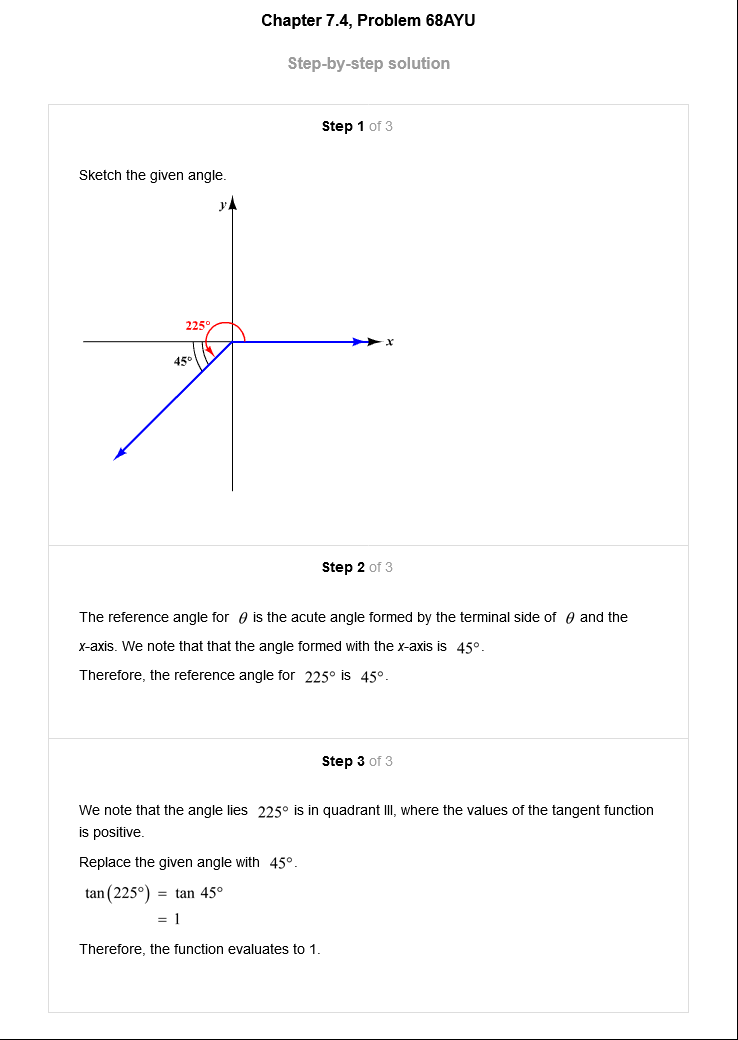 Chapter 7.4, Problem 68AYU
Step-by-step solution
Step 1 of 3
Sketch the given angle.
y
225°
x
45°
Step 2 of 3
The reference angle for θ is the acute angle formed by the terminal side of θ and the
x-axis. We note that that the angle formed with the x-axis is 45°.
Therefore, the reference angle for 225° is 45°.
Step 3 of 3
We note that the angle lies 225° is in quadrant III, where the values of the tangent function
is positive.
Replace the given angle with 45°.
tan(225°) = tan 45°
= 1
Therefore, the function evaluates to 1.